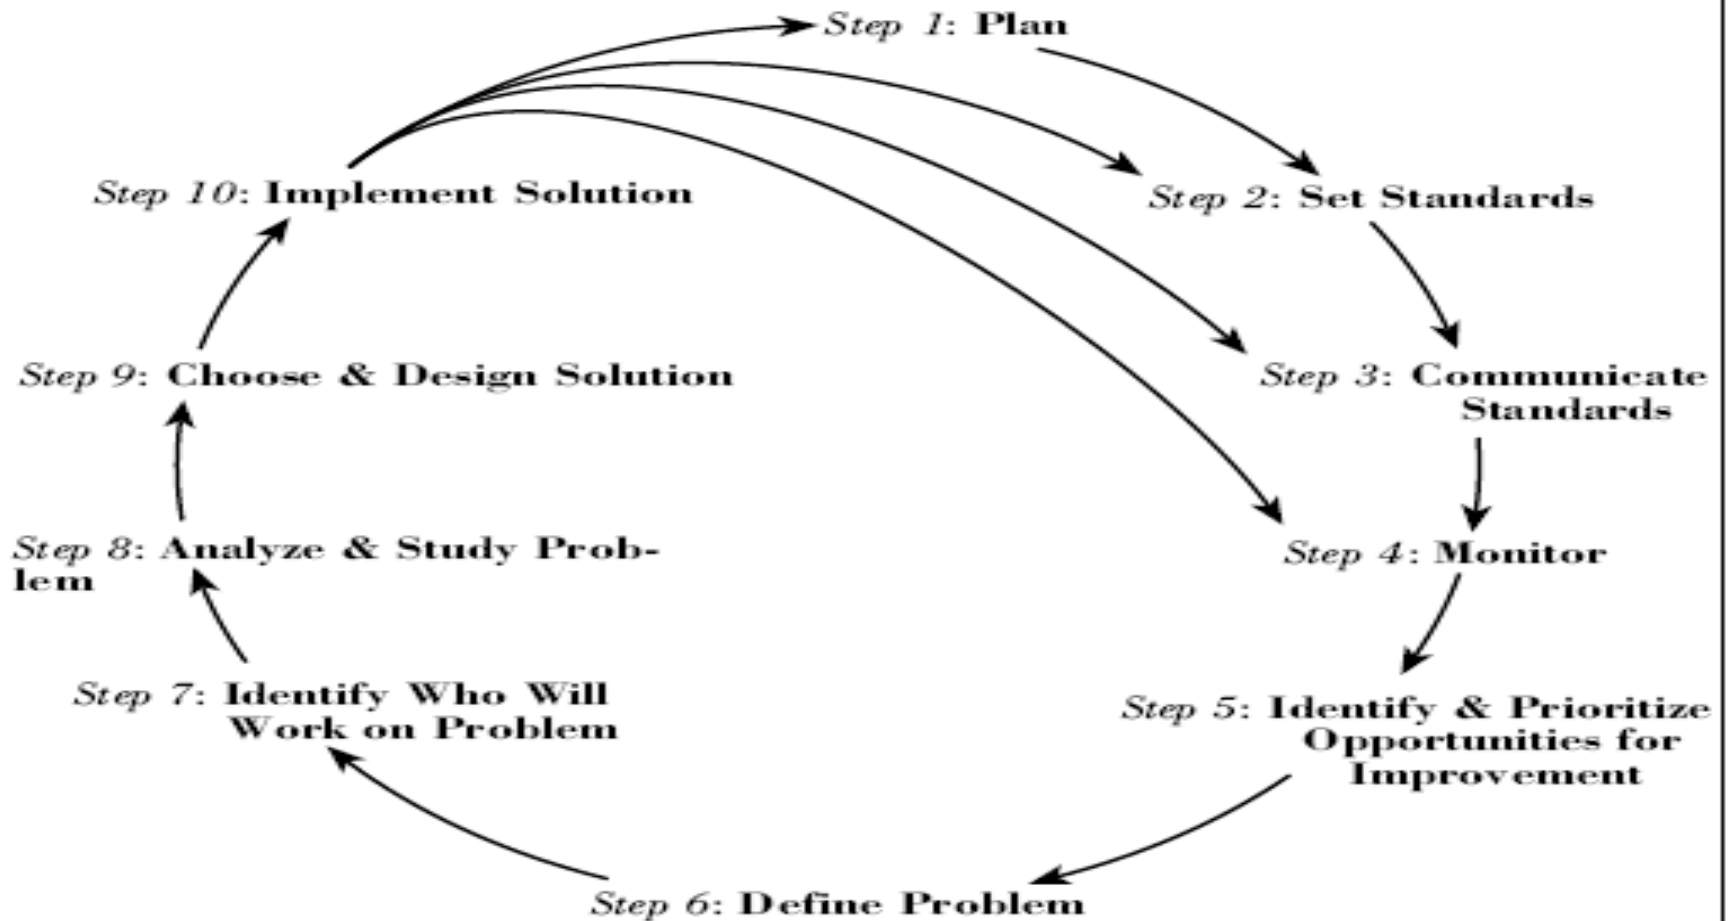 Step 1: Plan
Step 2: Set Standards
Step 3: Communicate
Standards
Step 4: Monitor
Step 5: Identify & Prioritize
Opportunities for
Improvement
Step 6: Define Problem
Step 7: Identify Who Will
Work on Problem
Step 8: Analyze & Study Prob-
lem
Step 9: Choose & Design Solution
Step 10: Implement Solution